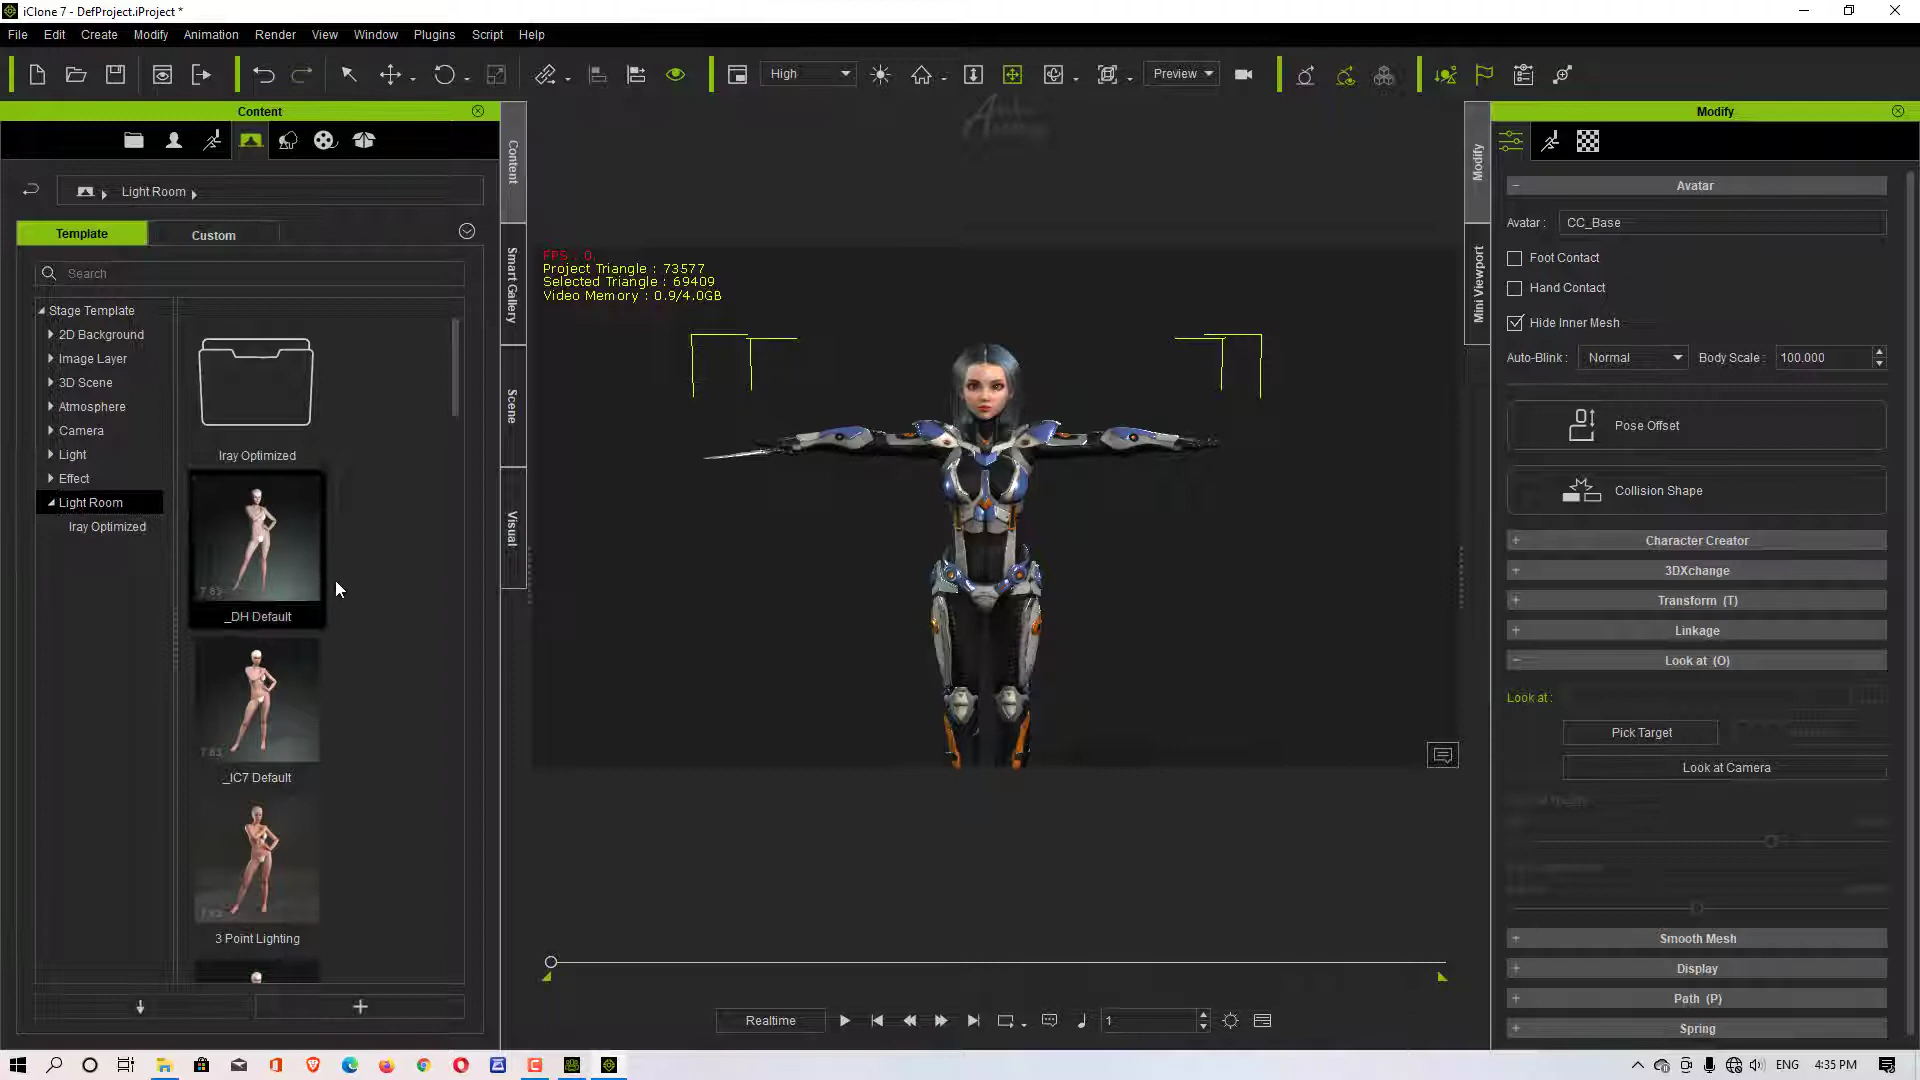 iClone 7 - DefProject.iProject *
File Edit Create Modify Animation Render View Window Plugins Script Help
High
Preview
Content
Modify
Light Room
Template
Custom
Search
Stage Template
2D Background
Image Layer
3D Scene
Atmosphere
Camera
Light
Effect
Light Room
Iray Optimized
Iray Optimized
_DH Default
_IC7 Default
3 Point Lighting
Content
Smart Gallery
Scene
Visual
FPS : 0
Project Triangle : 73577
Selected Triangle : 69409
Video Memory : 0.9/4.0GB
Realtime
1
Modify
Mini Viewport
Avatar
Avatar : CC_Base
Foot Contact
Hand Contact
Hide Inner Mesh
Auto-Blink : Normal Body Scale : 100.000
Pose Offset
Collision Shape
Character Creator
3DXchange
Transform (T)
Linkage
Look at (O)
Look at :
Pick Target
Look at Camera
Smooth Mesh
Display
Path (P)
Spring
ENG 4:35 PM